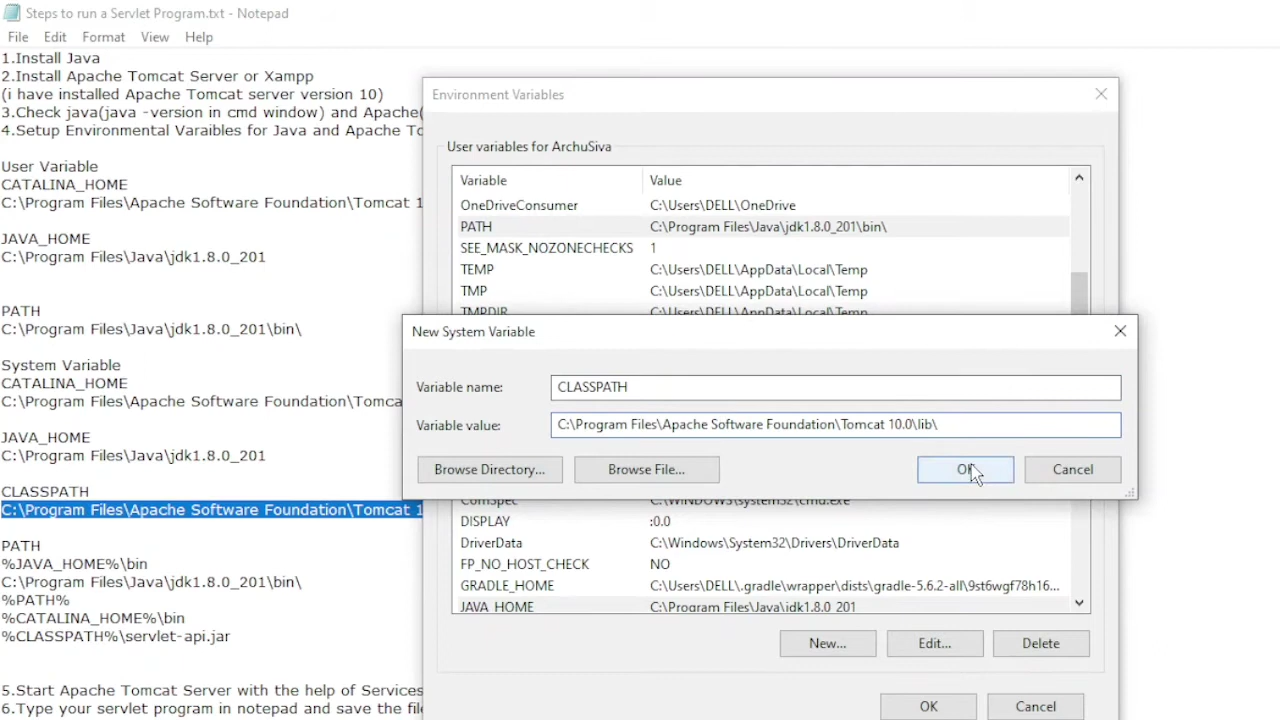 Steps to run a Servlet Program.txt - Notepad
File Edit Format View Help
1.Install Java
2.Install Apache Tomcat Server or Xampp
(i have installed Apache Tomcat server version 10)
3.Check java(java -version in cmd window) and Apache(
4.Setup Environmental Varaibles for Java and Apache To
User Variable
CATALINA_HOME
C:\Program Files\Apache Software Foundation\Tomcat 1
JAVA_HOME
C:\Program Files\Java\jdk1.8.0_201
PATH
C:\Program Files\Java\jdk1.8.0_201\bin\
System Variable
CATALINA_HOME
C:\Program Files\Apache Software Foundation\Tomca
JAVA_HOME
C:\Program Files\Java\jdk1.8.0_201
CLASSPATH
C:\Program Files\Apache Software Foundation\Tomcat 1
PATH
%JAVA_HOME%\bin
C:\Program Files\Java\jdk1.8.0_201\bin\
%PATH%
%CATALINA_HOME%\bin
%CLASSPATH%\servlet-api.jar
5.Start Apache Tomcat Server with the help of Services
6.Type your servlet program in notepad and save the file
Environment Variables
User variables for ArchuSiva
Variable Value
OneDriveConsumer C:\Users\DELL\OneDrive
PATH C:\Program Files\Java\jdk1.8.0_201\bin\
SEE_MASK_NOZONECHECKS 1
TEMP C:\Users\DELL\AppData\Local\Temp
TMP C:\Users\DELL\AppData\Local\Temp
TMPDIR C:\Users\DELL\AppData\Local\Temp
New System Variable
Variable name: CLASSPATH
Variable value: C:\Program Files\Apache Software Foundation\Tomcat 10.0\lib\
Browse Directory... Browse File... OK Cancel
ComSpec C:\WINDOWS\system32\cmd.exe
DISPLAY :0.0
DriverData C:\Windows\System32\Drivers\DriverData
FP_NO_HOST_CHECK NO
GRADLE_HOME C:\Users\DELL\.gradle\wrapper\dists\gradle-5.6.2-all\9st6wgf78h16...
JAVA_HOME C:\Program Files\Java\jdk1.8.0_201
New... Edit... Delete
OK Cancel